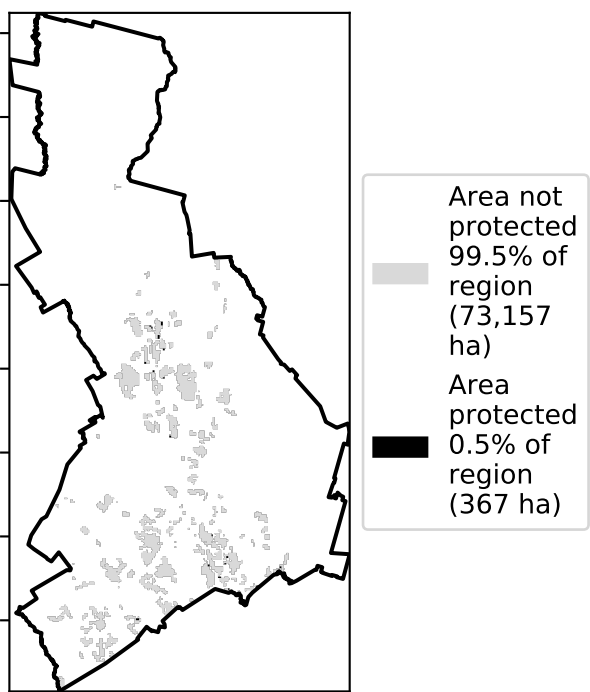 Area not
protected
99.5% of
region
(73,157
ha)
Area
protected
0.5% of
region
(367 ha)